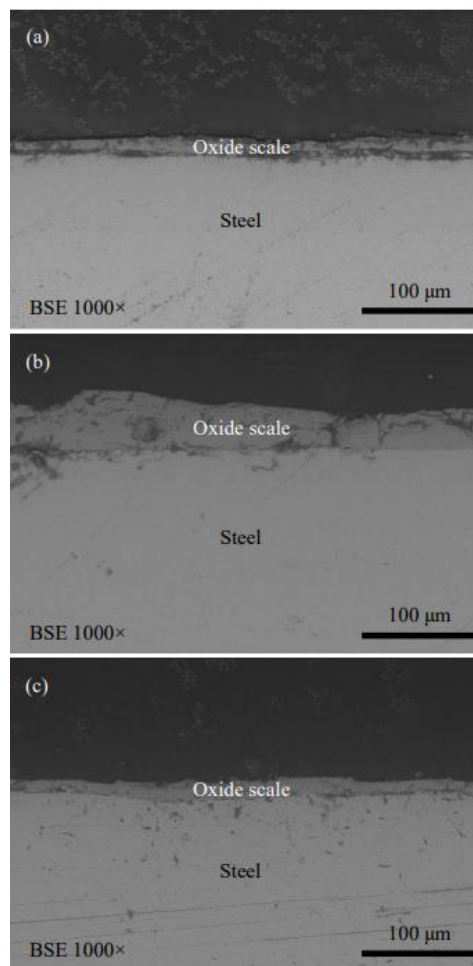 (a)
Oxide scale
Steel
100 μm
BSE 1000×
(b)
Oxide scale
Steel
100 μm
BSE 1000×
(c)
Oxide scale
Steel
100 μm
BSE 1000×